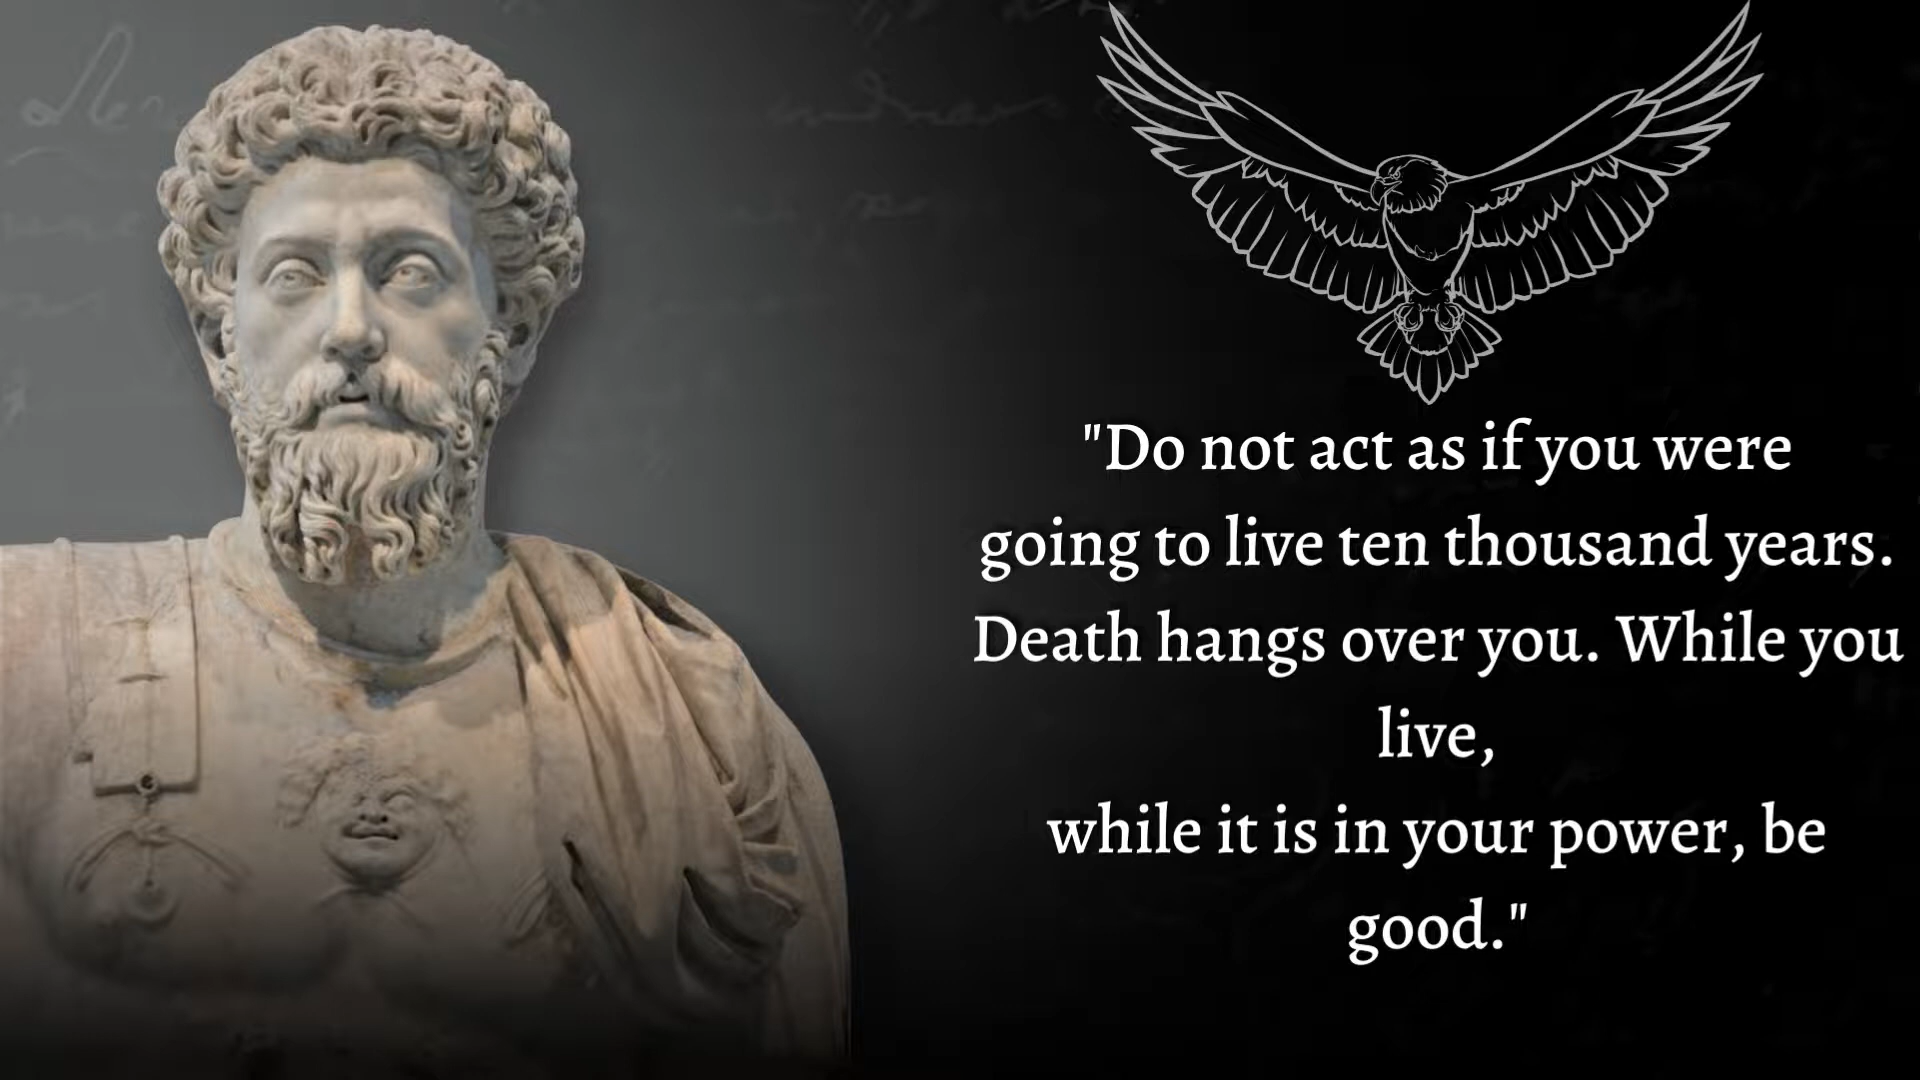 "Do not act as if you were
going to live ten thousand years.
Death hangs over you. While you
live,
while it is in your power, be
good."